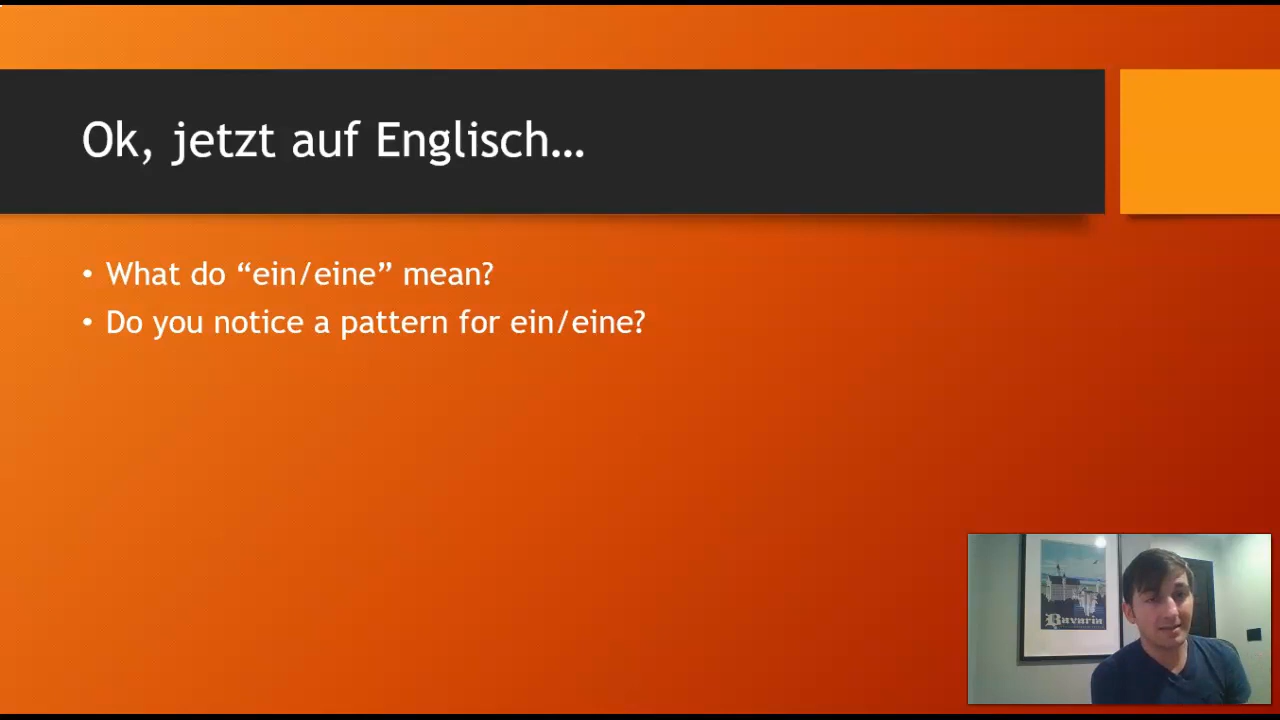 Ok, jetzt auf Englisch…
• What do “ein/eine” mean?
• Do you notice a pattern for ein/eine?
Bavaria